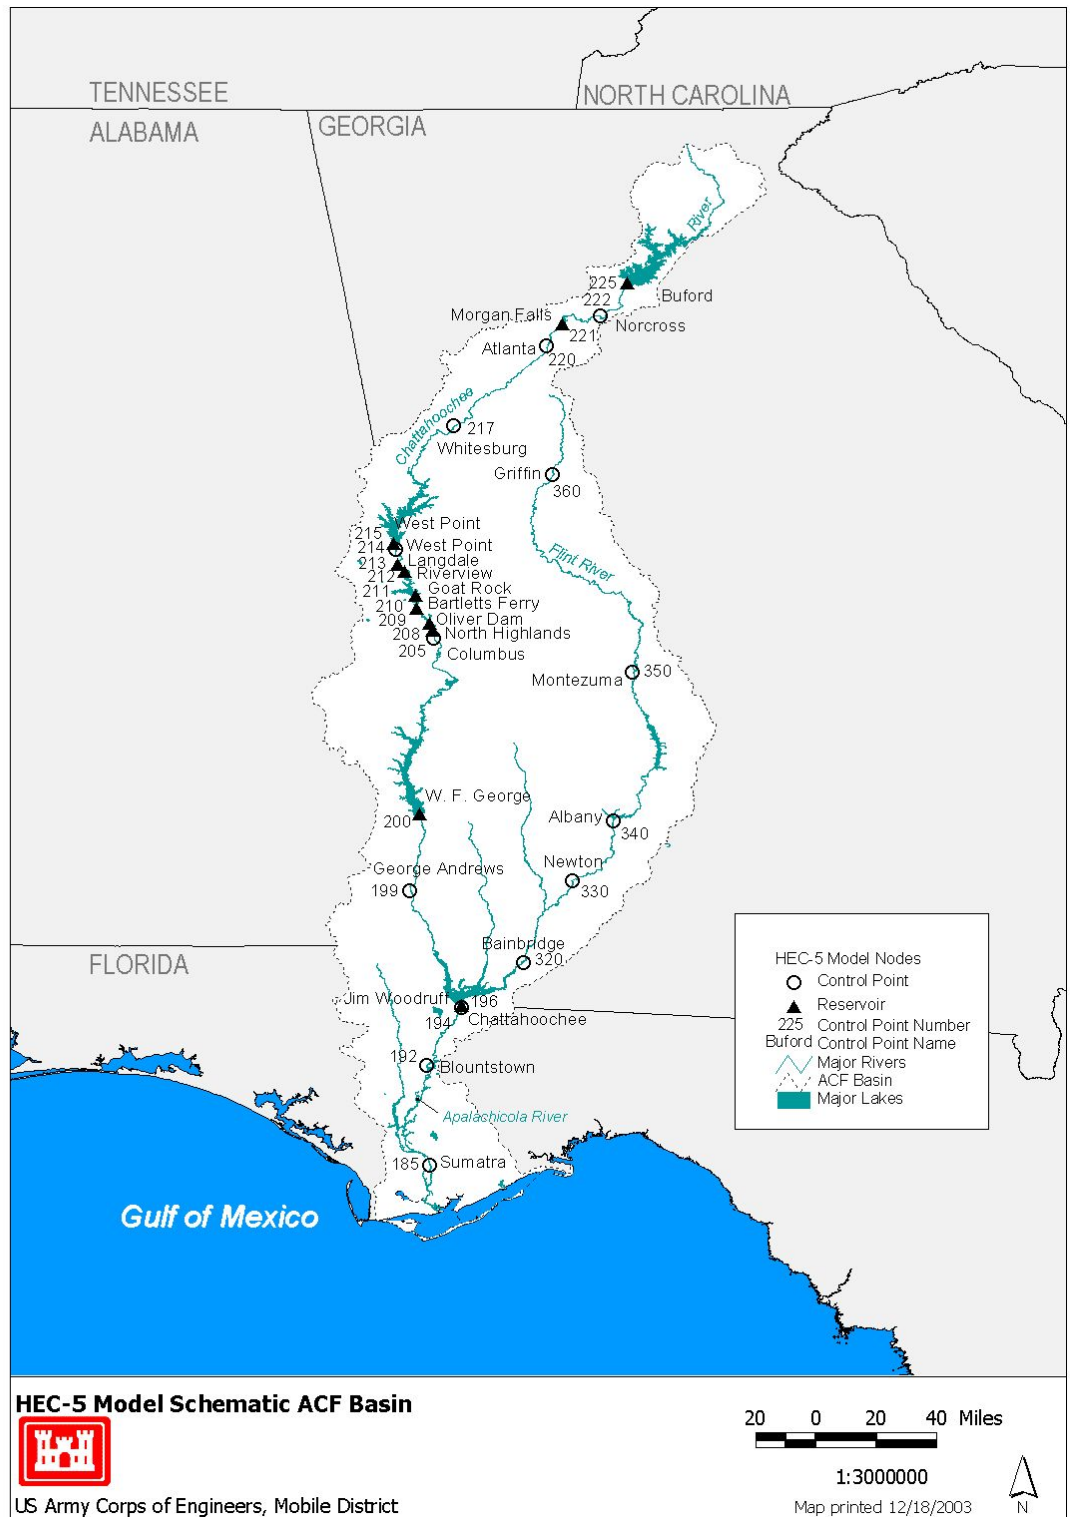 TENNESSEE
NORTH CAROLINA
ALABAMA
GEORGIA
River
225
Buford
222
Morgan Falls
Norcross
221
Atlanta
220
Chattahoochee
217
Whitesburg
Griffin
360
West Point
215
214
West Point
213
Langdale
212
Riverview
211
Goat Rock
210
Bartletts Ferry
209
Oliver Dam
208
North Highlands
205
Columbus
Flint River
350
Montezuma
W. F. George
200
Albany
340
George Andrews
199
Newton
330
Bainbridge
320
FLORIDA
Jim Woodruff
196
194
Chattahoochee
192
Blountstown
Apalachicola River
185
Sumatra
Gulf of Mexico
HEC-5 Model Nodes
Control Point
Reservoir
225 Control Point Number
Buford Control Point Name
Major Rivers
ACF Basin
Major Lakes
HEC-5 Model Schematic ACF Basin
20 0 20 40 Miles
1:3000000
US Army Corps of Engineers, Mobile District
Map printed 12/18/2003
N